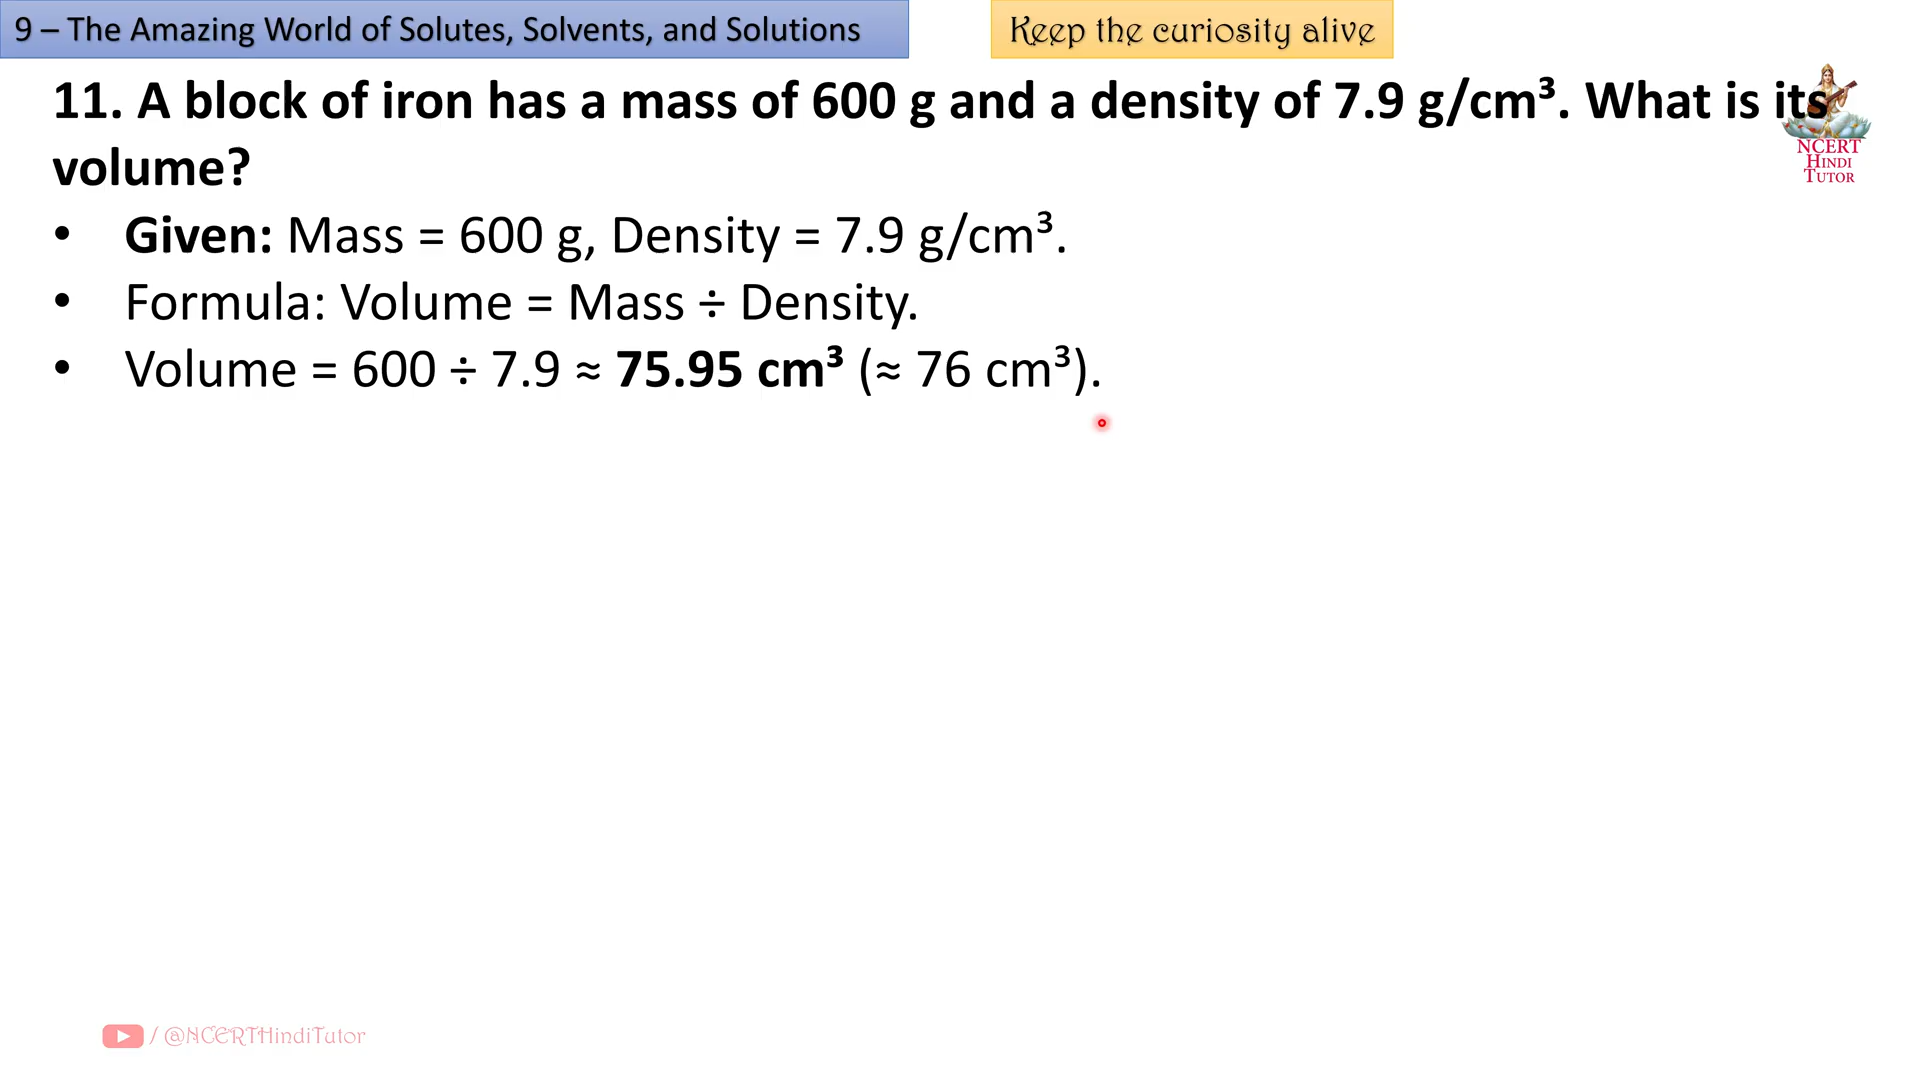 9 – The Amazing World of Solutes, Solvents, and Solutions
Keep the curiosity alive
11. A block of iron has a mass of 600 g and a density of 7.9 g/cm³. What is its
volume?
NCERT
HINDI
TUTOR
• Given: Mass = 600 g, Density = 7.9 g/cm³.
• Formula: Volume = Mass ÷ Density.
• Volume = 600 ÷ 7.9 ≈ 75.95 cm³ (≈ 76 cm³).
/ @NCERTHindiTutor